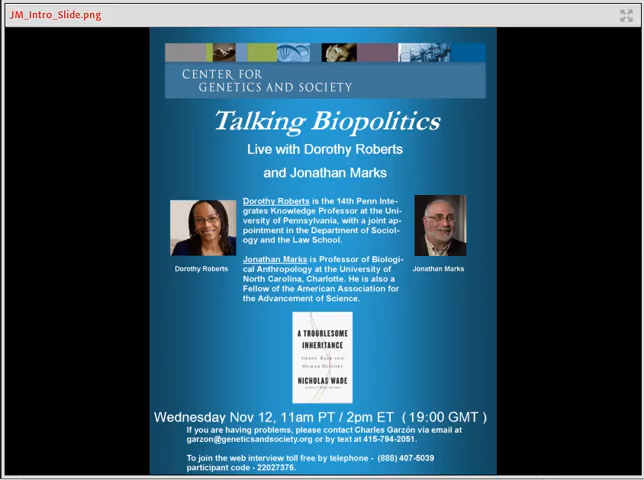 JM_Intro_Slide.png
CENTER FOR
GENETICS AND SOCIETY
Talking Biopolitics
Live with Dorothy Roberts
and Jonathan Marks
Dorothy Roberts is the 14th Penn Inte-
grates Knowledge Professor at the Uni-
versity of Pennsylvania, with a joint ap-
pointment in the Department of Sociol-
ogy and the Law School.
Dorothy Roberts
Jonathan Marks is Professor of Biologi-
cal Anthropology at the University of
North Carolina, Charlotte. He is also a
Fellow of the American Association for
the Advancement of Science.
Jonathan Marks
A TROUBLESOME
INHERITANCE
GENES, RACE AND
HUMAN HISTORY
NICHOLAS WADE
Wednesday Nov 12, 11am PT / 2pm ET ( 19:00 GMT )
If you are having problems, please contact Charles Garzón via email at
garzon@geneticsandsociety.org or by text at 415-794-2051.
To join the web interview toll free by telephone - (888) 407-5039
participant code - 22027376.